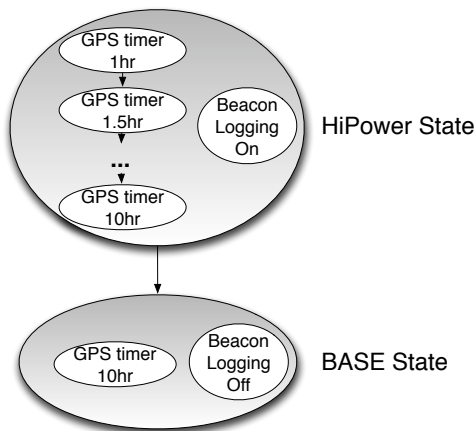 GPS timer
1hr
GPS timer
1.5hr
...
GPS timer
10hr
Beacon
Logging
On
HiPower State
GPS timer
10hr
Beacon
Logging
Off
BASE State